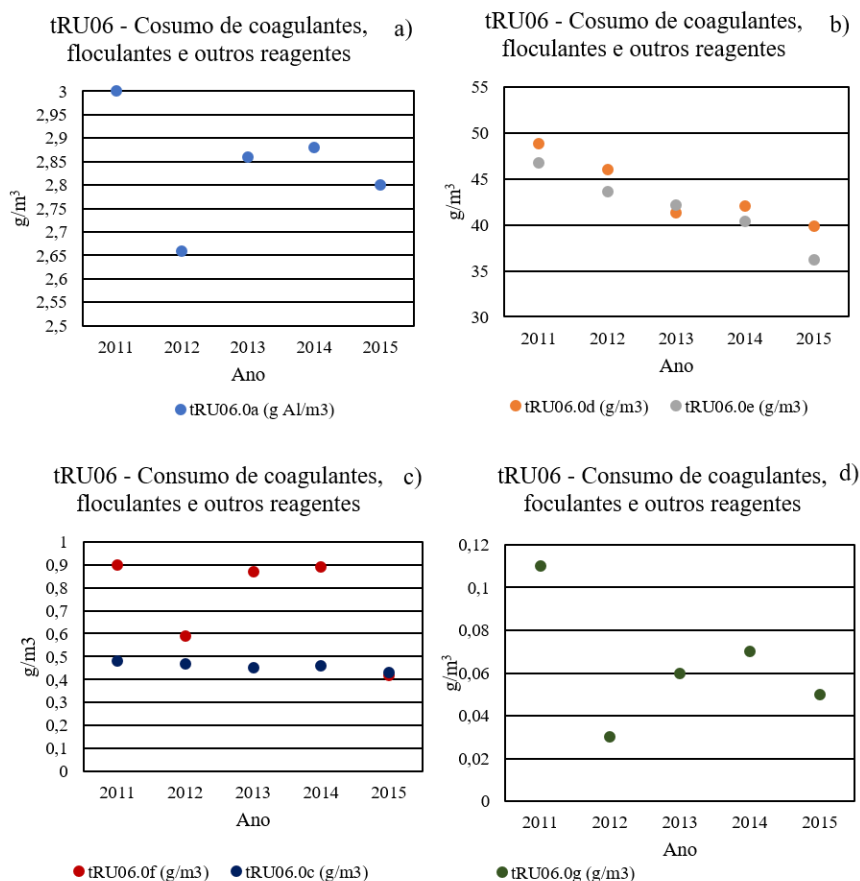 tRU06 - Cosumo de coagulantes,
floculantes e outros reagentes
a)
g/m³
3
2,95
2,9
2,85
2,8
2,75
2,7
2,65
2,6
2,55
2,5
2011 2012 2013 2014 2015
Ano
tRU06.0a (g Al/m3)
tRU06 - Consumo de coagulantes,
floculantes e outros reagentes
b)
g/m³
55
50
45
40
35
30
2011 2012 2013 2014 2015
Ano
tRU06.0d (g/m3) tRU06.0e (g/m3)
tRU06 - Consumo de coagulantes,
floculantes e outros reagentes
c)
g/m3
1
0,9
0,8
0,7
0,6
0,5
0,4
0,3
0,2
0,1
0
2011 2012 2013 2014 2015
Ano
tRU06.0f (g/m3) tRU06.0c (g/m3)
tRU06 - Consumo de coagulantes,
foculantes e outros reagentes
d)
g/m³
0,12
0,1
0,08
0,06
0,04
0,02
0
2011 2012 2013 2014 2015
Ano
tRU06.0g (g/m3)